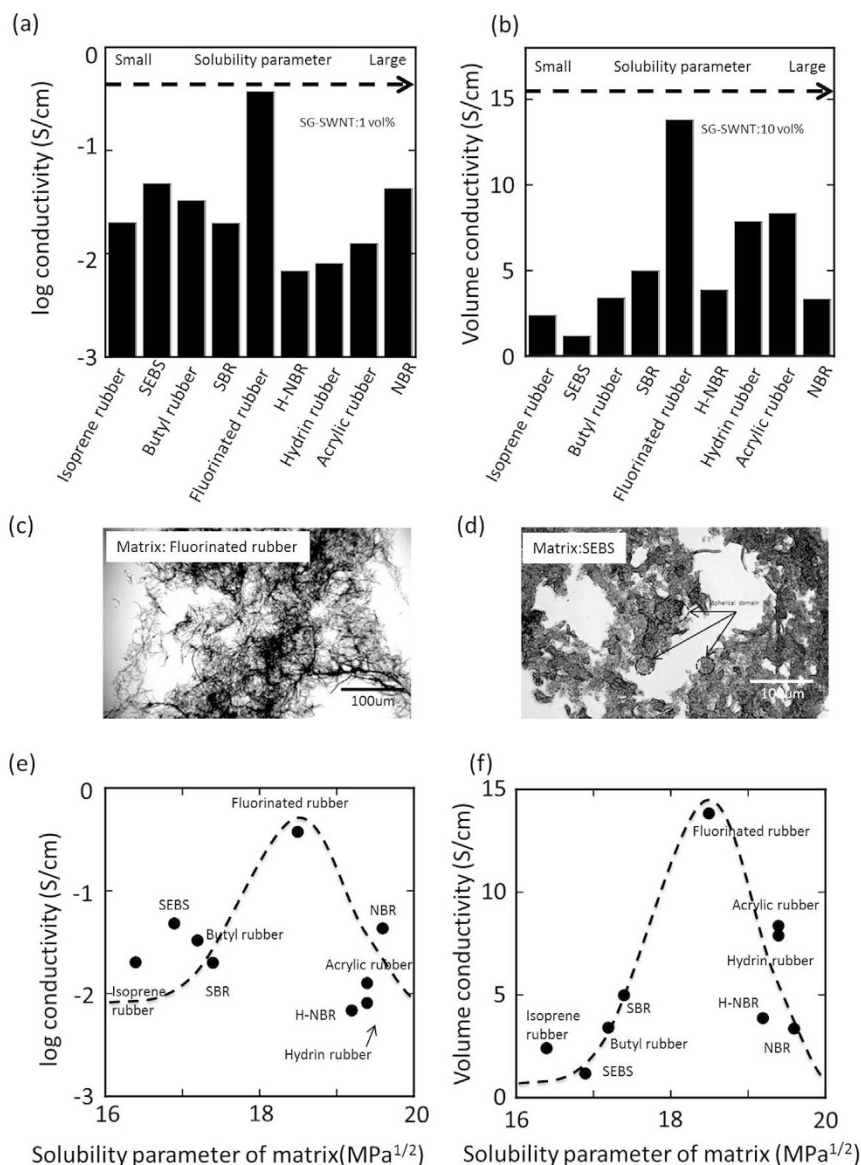 (a)
0
-1
-2
-3
log conductivity (S/cm)
Small Solubility parameter Large
SG-SWNT:1 vol%
Isoprene rubber
SEBS
Butyl rubber
SBR
Fluorinated rubber
H-NBR
Hydrin rubber
Acrylic rubber
NBR
(b)
15
10
5
0
Volume conductivity (S/cm)
Small Solubility parameter Large
SG-SWNT:10 vol%
Isoprene rubber
SEBS
Butyl rubber
SBR
Fluorinated rubber
H-NBR
Hydrin rubber
Acrylic rubber
NBR
(c)
Matrix: Fluorinated rubber
100um
(d)
Matrix:SEBS
Spherical domain
100um
(e)
0
-1
-2
-3
log conductivity (S/cm)
Fluorinated rubber
SEBS
NBR
Butyl rubber
Acrylic rubber
Isoprene
rubber
SBR
H-NBR
Hydrin rubber
16 18 20
Solubility parameter of matrix(MPa1/2)
(f)
15
10
5
0
Volume conductivity (S/cm)
Fluorinated rubber
Acrylic rubber
Hydrin rubber
SBR
H-NBR
Isoprene
rubber
Butyl rubber
NBR
SEBS
16 18 20
Solubility parameter of matrix (MPa1/2)